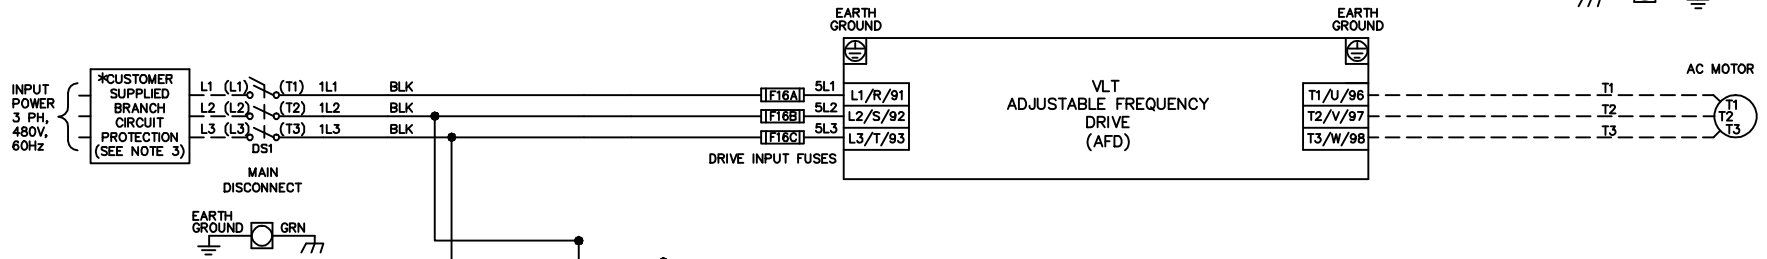 EARTH
GROUND
EARTH
GROUND
INPUT
POWER
3 PH,
480V,
60Hz
*CUSTOMER
SUPPLIED
BRANCH
CIRCUIT
PROTECTION
(SEE NOTE 3)
L1 (L1) (T1) 1L1 BLK
L2 (L2) (T2) 1L2 BLK
L3 (L3) (T3) 1L3 BLK
DS1
MAIN
DISCONNECT
F16A 5L1
F16B 5L2
F16C 5L3
DRIVE INPUT FUSES
L1/R/91
L2/S/92
L3/T/93
VLT
ADJUSTABLE FREQUENCY
DRIVE
(AFD)
T1/U/96
T2/V/97
T3/W/98
T1
T2
T3
AC MOTOR
T1
T2
T3
EARTH
GROUND GRN